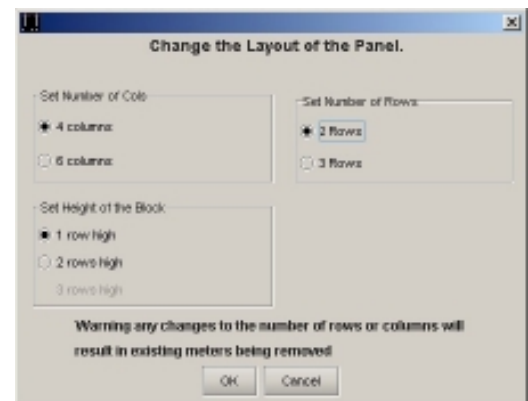 Change the Layout of the Panel.
Set Number of Cols
4 columns
6 columns
Set Number of Rows
2 Rows
3 Rows
Set Height of the Block
1 row high
2 rows high
3 rows high
Warning any changes to the number of rows or columns will
result in existing meters being removed
OK
Cancel